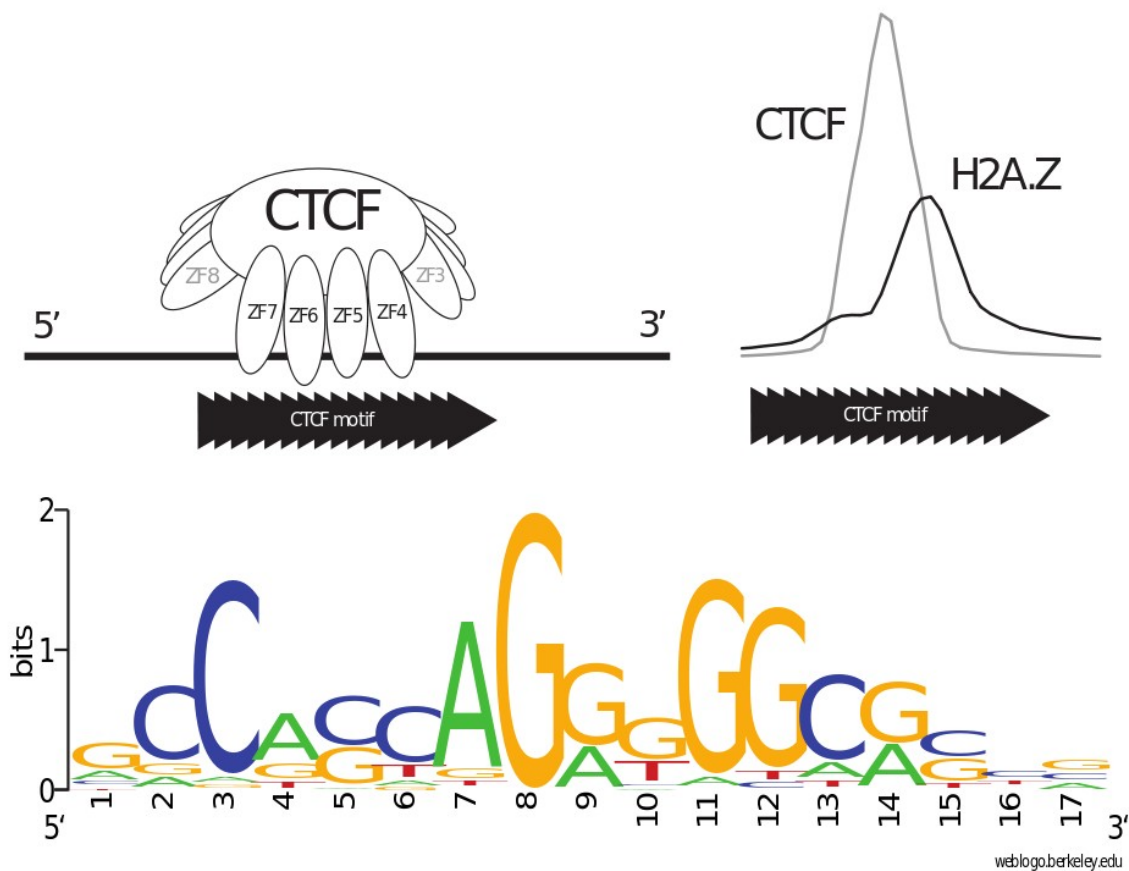 CTCF
ZF8
ZF7
ZF6
ZF5
ZF4
ZF3
5’
3’
CTCF motif
CTCF
H2A.Z
CTCF motif
bits
2
1
0
1 2 3 4 5 6 7 8 9 10 11 12 13 14 15 16 17
5‘
3‘
weblogo.berkeley.edu